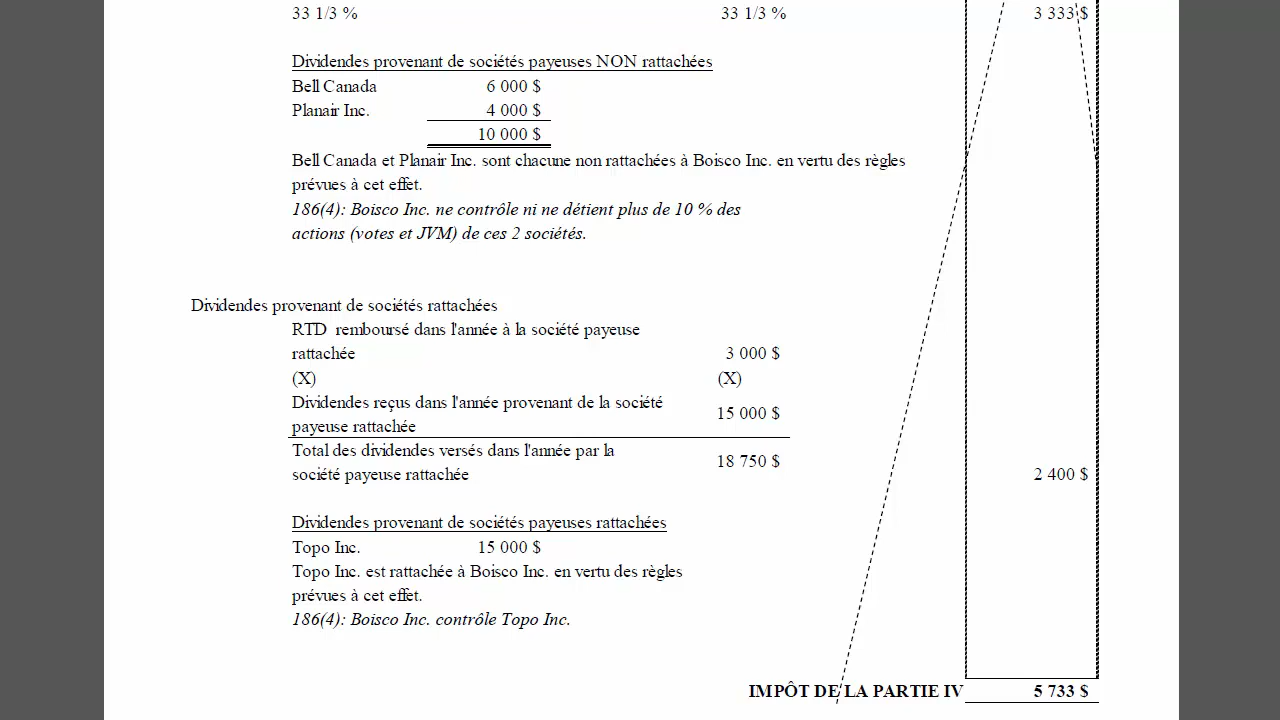 33 1/3 % 33 1/3 % 3 333 $
Dividendes provenant de sociétés payeuses NON rattachées
Bell Canada 6 000 $
Planair Inc. 4 000 $
10 000 $
Bell Canada et Planair Inc. sont chacune non rattachées à Boisco Inc. en vertu des règles
prévues à cet effet.
186(4): Boisco Inc. ne contrôle ni ne détient plus de 10 % des
actions (votes et JVM) de ces 2 sociétés.
Dividendes provenant de sociétés rattachées
RTD remboursé dans l'année à la société payeuse
rattachée 3 000 $
(X) (X)
Dividendes reçus dans l'année provenant de la société
payeuse rattachée 15 000 $
Total des dividendes versés dans l'année par la
société payeuse rattachée 18 750 $ 2 400 $
Dividendes provenant de sociétés payeuses rattachées
Topo Inc. 15 000 $
Topo Inc. est rattachée à Boisco Inc. en vertu des règles
prévues à cet effet.
186(4): Boisco Inc. contrôle Topo Inc.
IMPÔT DE LA PARTIE IV 5 733 $